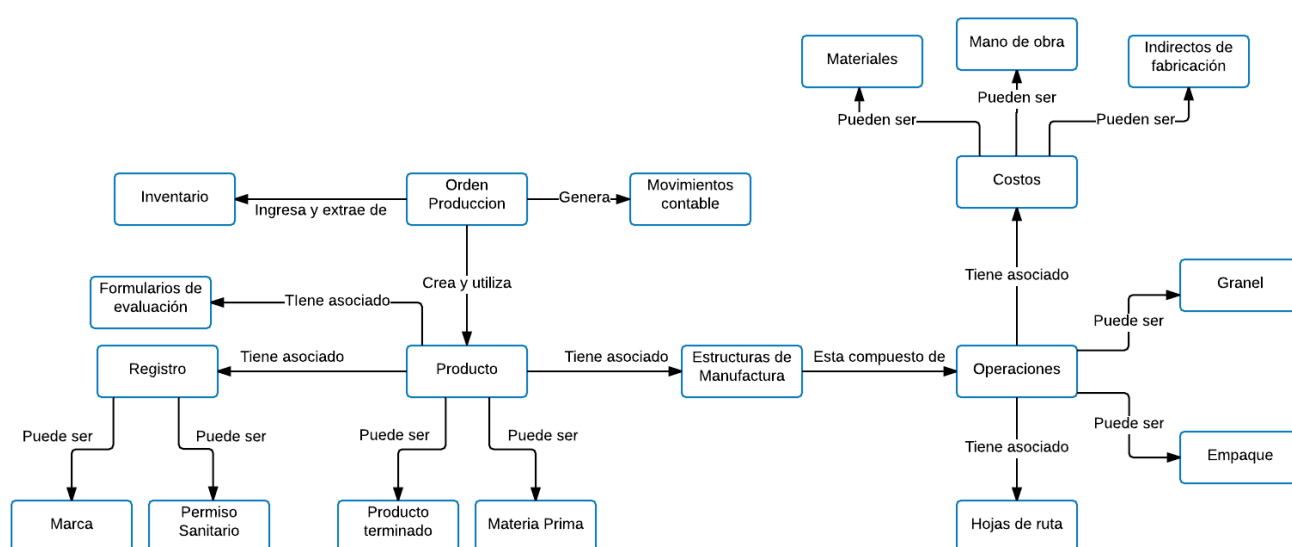 Mano de obra
Materiales
Indirectos de
fabricación
Pueden ser
Pueden ser
Pueden ser
Costos
Inventario
Orden
Produccion
Movimientos
contable
Ingresa y extrae de
Genera
Tiene asociado
Crea y utiliza
Formularios de
evaluación
TIene asociado
Granel
Puede ser
Registro
Tiene asociado
Producto
Tiene asociado
Estructuras de
Manufactura
Esta compuesto de
Operaciones
Puede ser
Puede ser
Puede ser
Puede ser
Puede ser
Tiene asociado
Empaque
Marca
Permiso
Sanitario
Producto
terminado
Materia Prima
Hojas de ruta